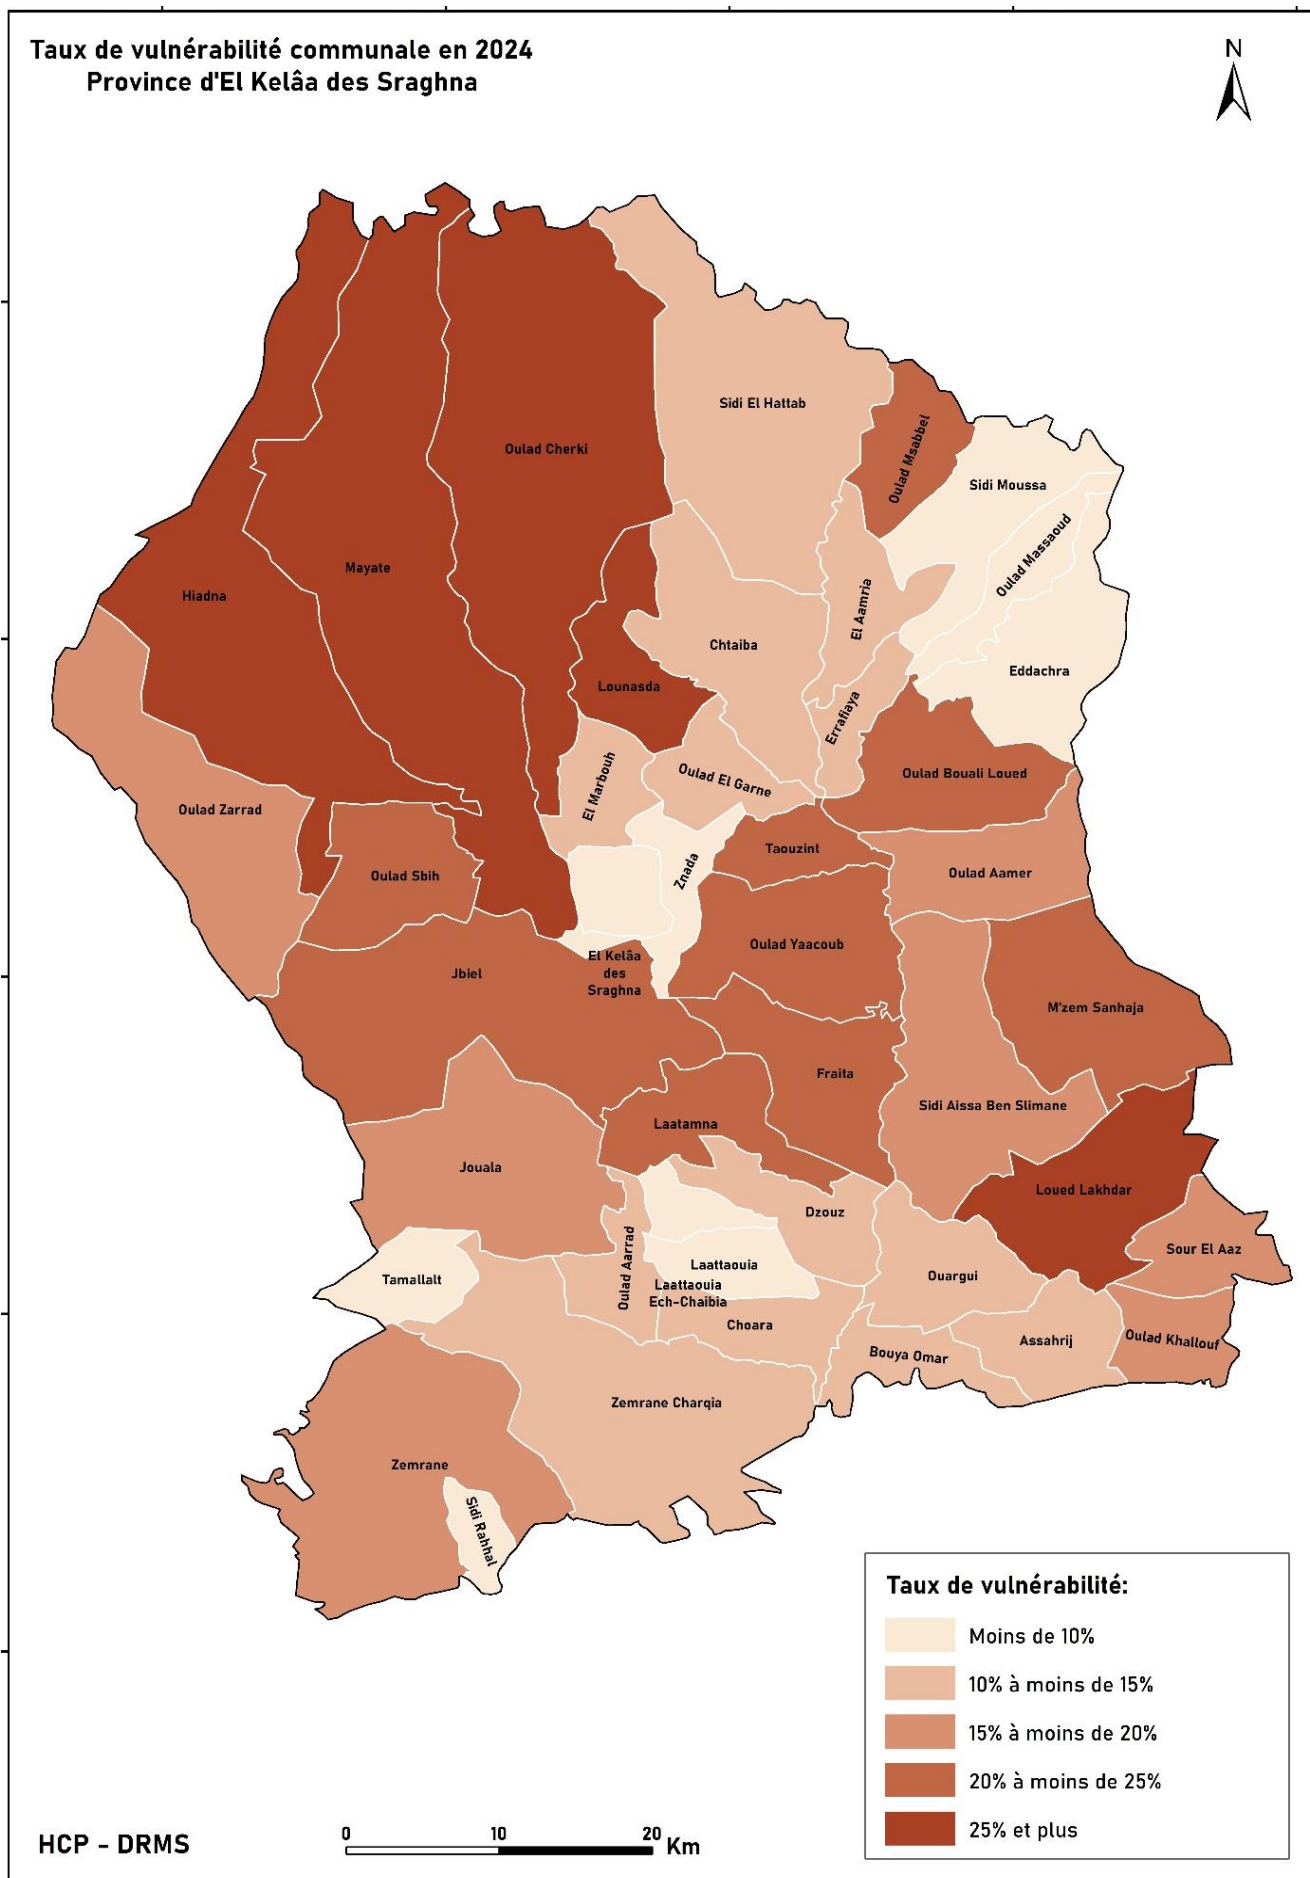 Taux de vulnérabilité communale en 2024
Province d'El Kelâa des Sraghna
N
Sidi El Hattab
Oulad Cherki
Oulad Msabbel
Sidi Moussa
Oulad Massaoud
Mayate
Hiadna
El Aamria
Chtaiba
Eddachra
Lounasda
Errafiaya
Oulad Bouali Loued
Oulad El Garne
El Marbouh
Oulad Zarrad
Taouzint
Znada
Oulad Sbih
Oulad Aamer
Oulad Yaacoub
El Kelâa
des
Sraghna
Jbiel
M'zem Sanhaja
Fraita
Sidi Aissa Ben Slimane
Laatamna
Jouala
Loued Lakhdar
Dzouz
Sour El Aaz
Oulad Aarrad
Laattaouia
Tamallalt
Ouargui
Laattaouia
Ech-Chaibia
Choara
Assahrij
Oulad Khallouf
Bouya Omar
Zemrane Charqia
Zemrane
Sidi Rahhal
Taux de vulnérabilité:
Moins de 10%
10% à moins de 15%
15% à moins de 20%
20% à moins de 25%
25% et plus
HCP - DRMS
0 10 20 Km